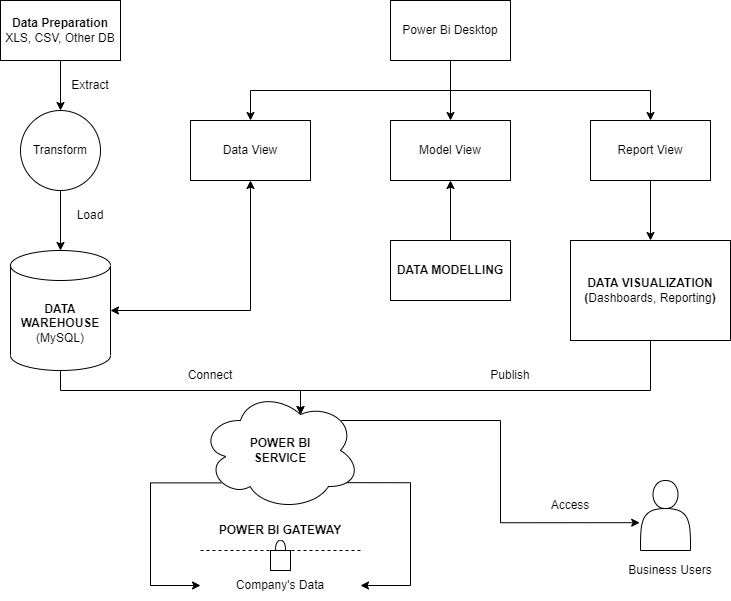 Data Preparation
XLS, CSV, Other DB
Power Bi Desktop
Extract
Transform
Data View
Model View
Report View
Load
DATA MODELLING
DATA VISUALIZATION
(Dashboards, Reporting)
DATA
WAREHOUSE
(MySQL)
Connect
Publish
POWER BI
SERVICE
Access
POWER BI GATEWAY
Company's Data
Business Users